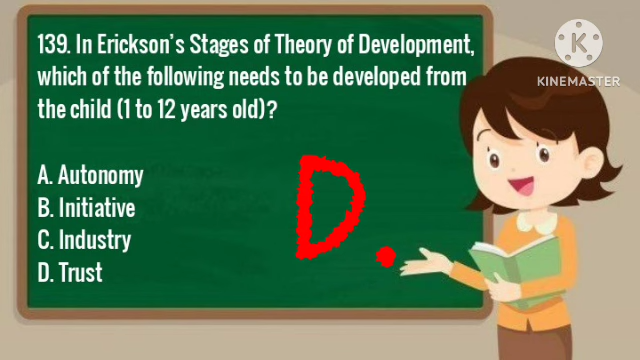 139. In Erickson's Stages of Theory of Development,
which of the following needs to be developed from
the child (1 to 12 years old)?
A. Autonomy
B. Initiative
C. Industry
D. Trust
D.
K
KINEMASTER